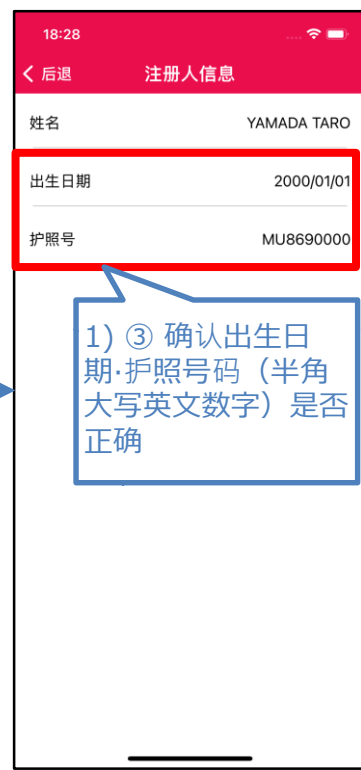 18:28
后退 注册人信息
姓名 YAMADA TARO
出生日期 2000/01/01
护照号 MU8690000
1) ③ 确认出生日
期·护照号码（半角
大写英文数字）是否
正确